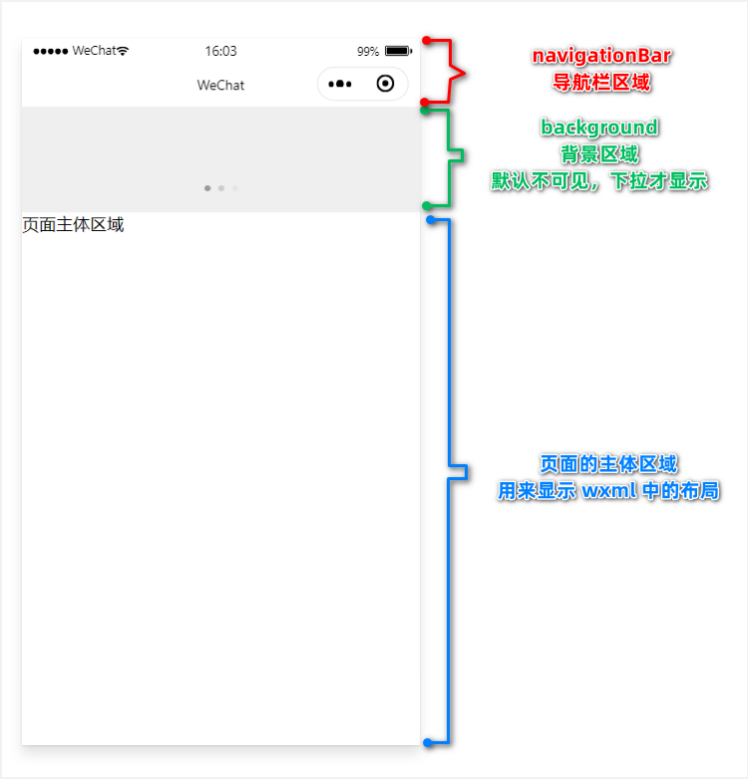 WeChat 16:03 99%
WeChat
页面主体区域
navigationBar
导航栏区域
background
背景区域
默认不可见，下拉才显示
页面的主体区域
用来显示 wxml 中的布局